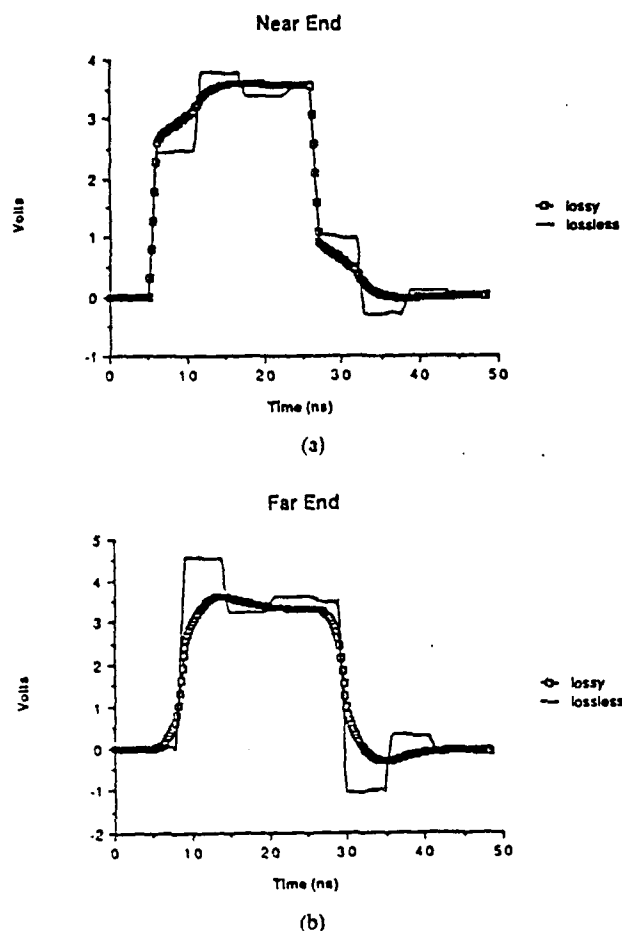 Near End
4
3
2
1
0
-1
Volts
0 10 20 30 40 50
Time (ns)
lossy
lossless
(a)
Far End
5
4
3
2
1
0
-1
-2
Volts
0 10 20 30 40 50
Time (ns)
lossy
lossless
(b)